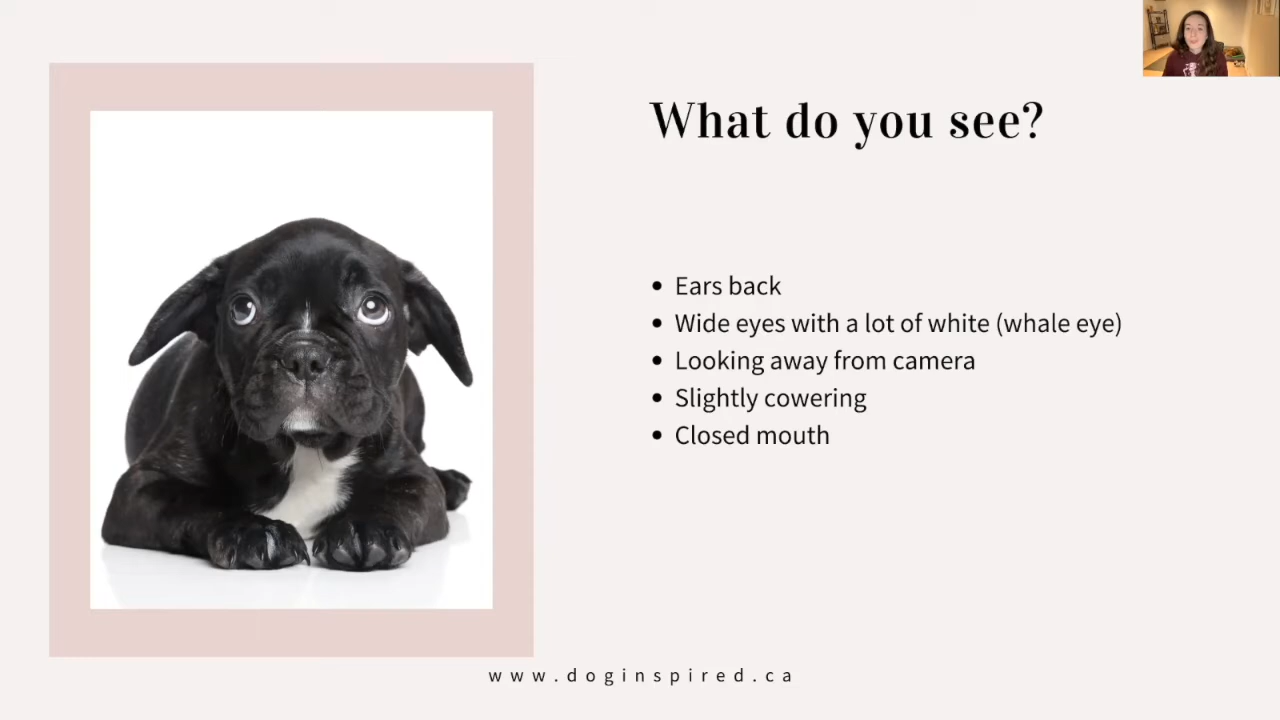 What do you see?
• Ears back
• Wide eyes with a lot of white (whale eye)
• Looking away from camera
• Slightly cowering
• Closed mouth
www.doginspired.ca